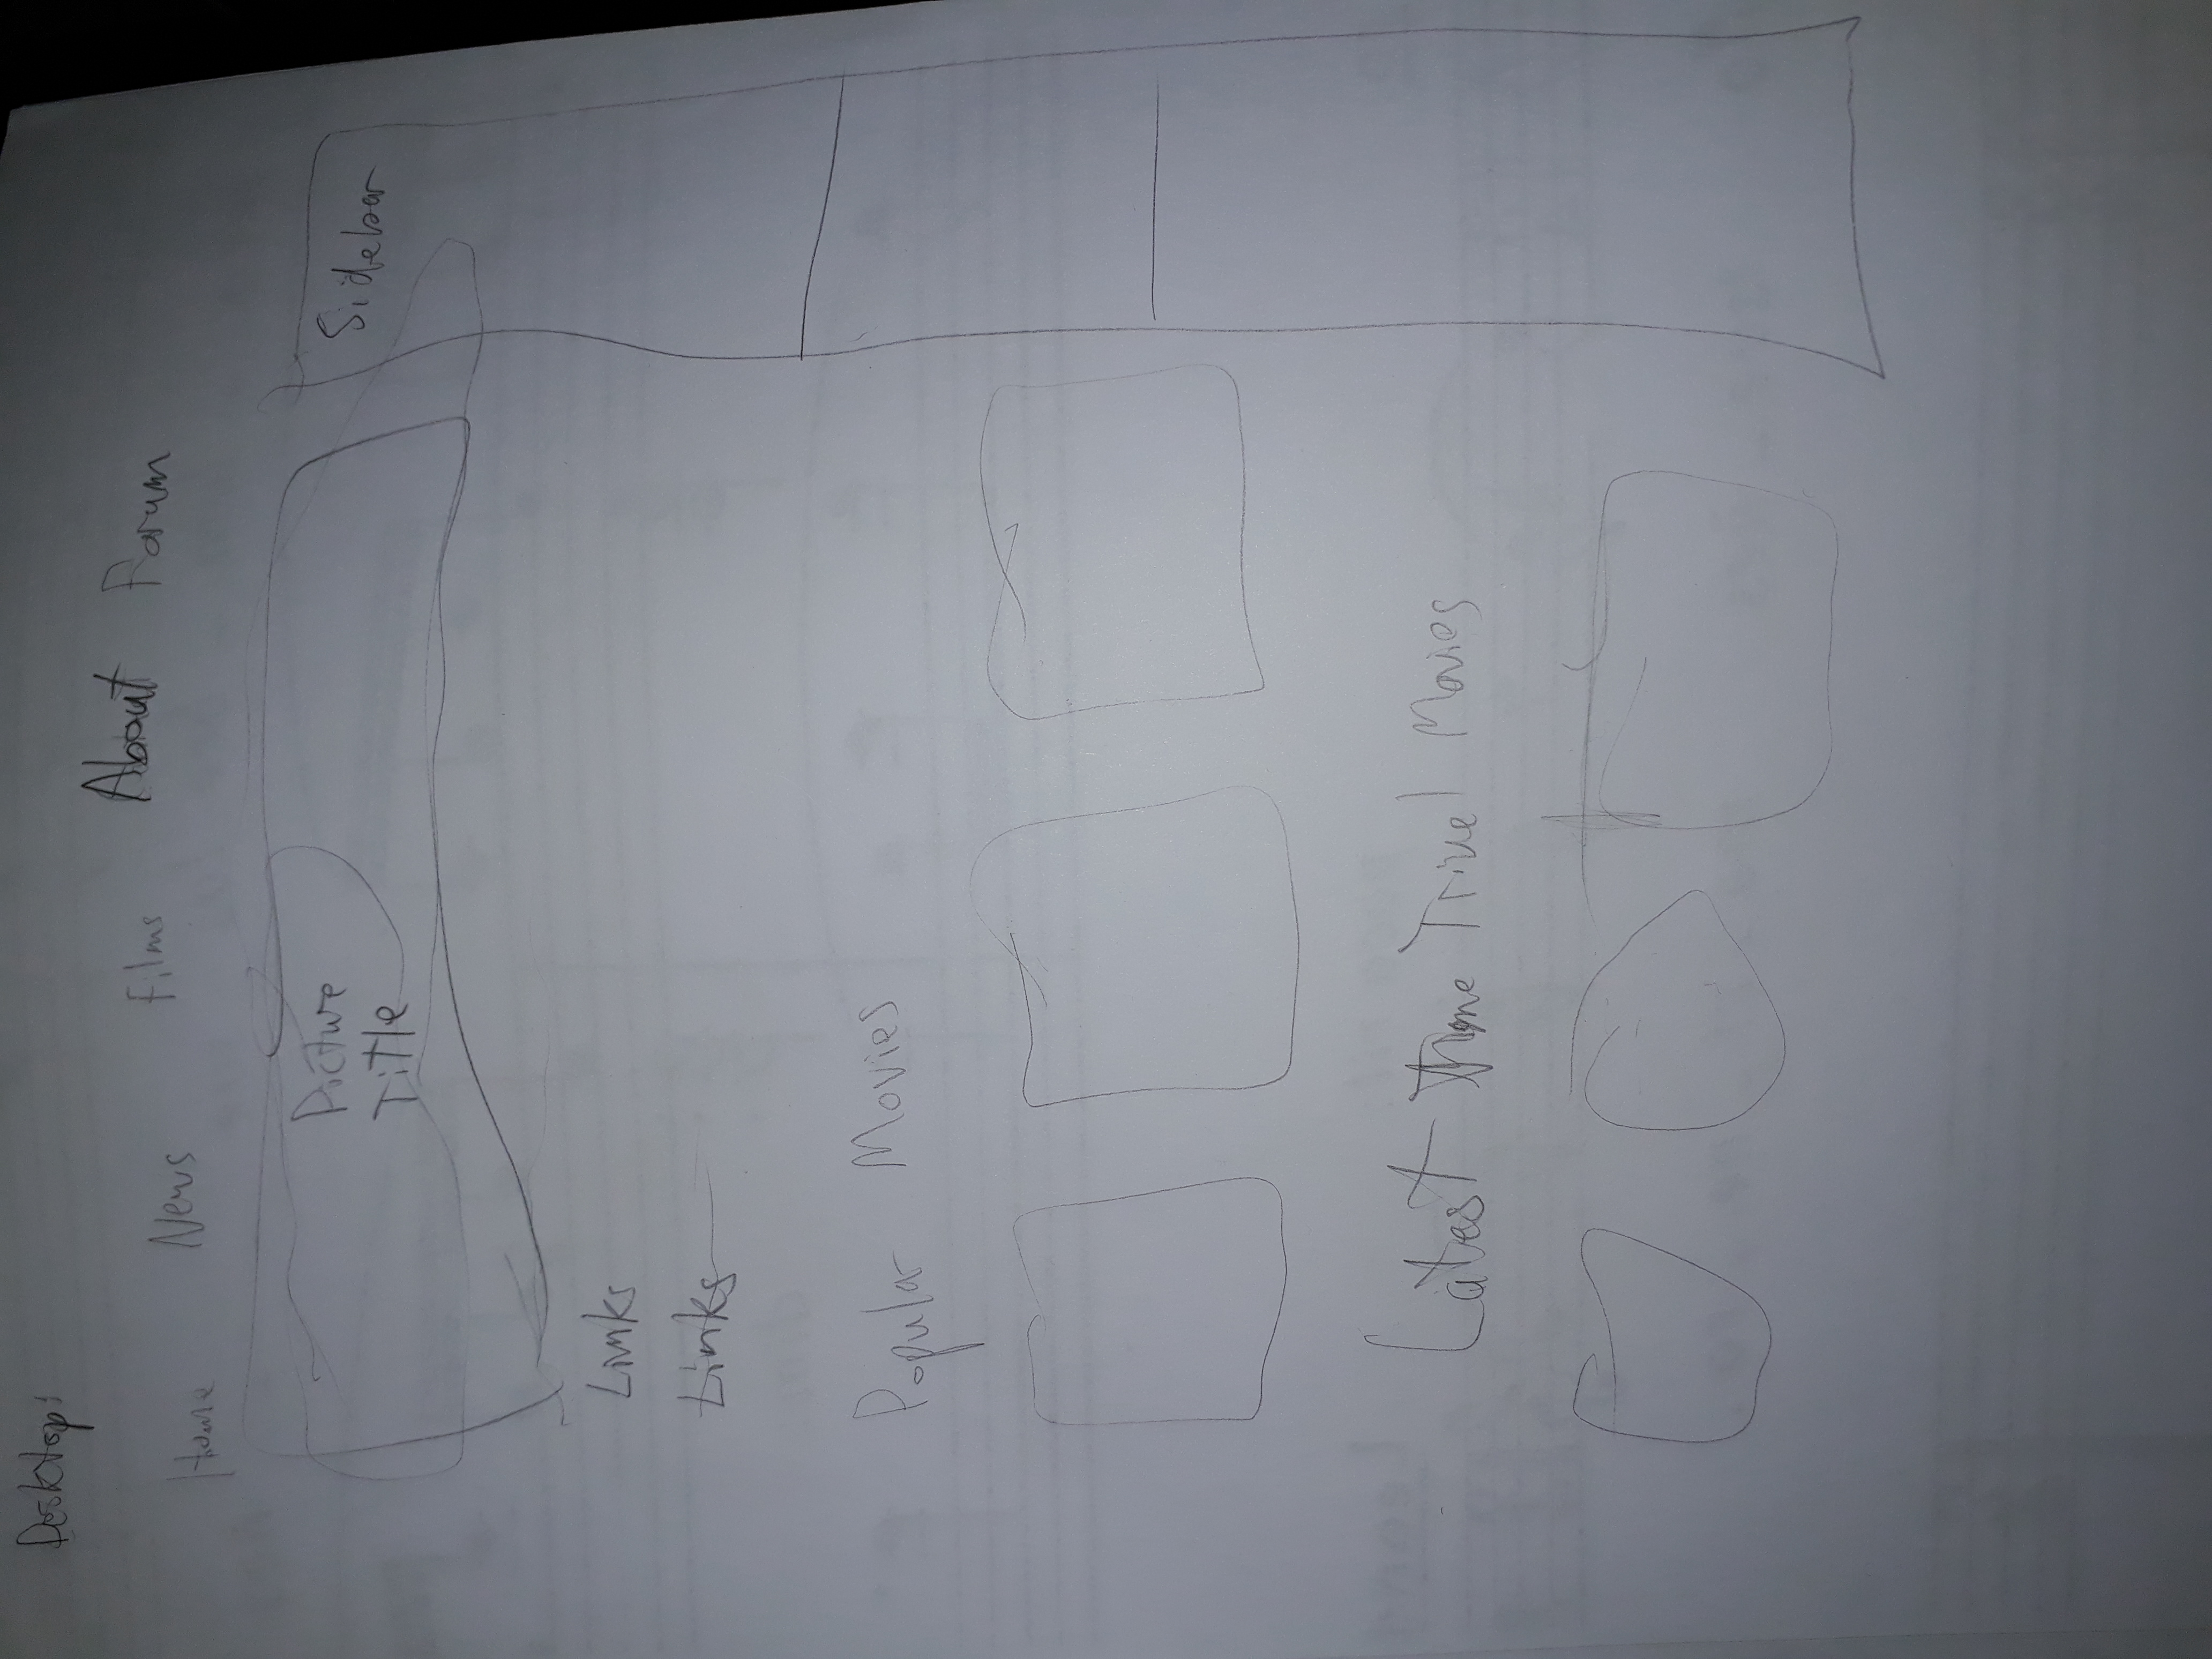 Desktop:
Home News Films About Forum
Picture
Title
Sidebar
Links
Links
Popular Movies
Latest Time Travel Movies